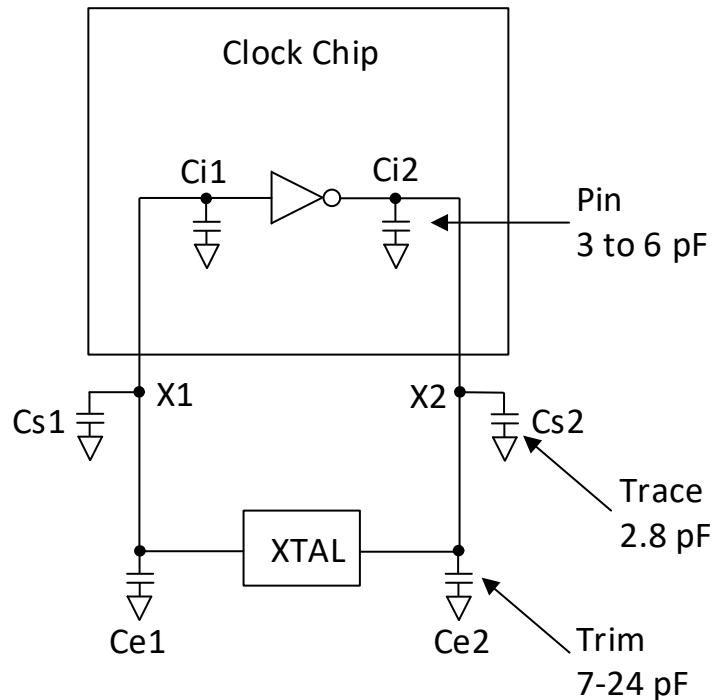 Clock Chip
Ci1
Ci2
Pin
3 to 6 pF
X1
X2
Cs1
Cs2
Trace
2.8 pF
XTAL
Ce1
Ce2
Trim
7-24 pF